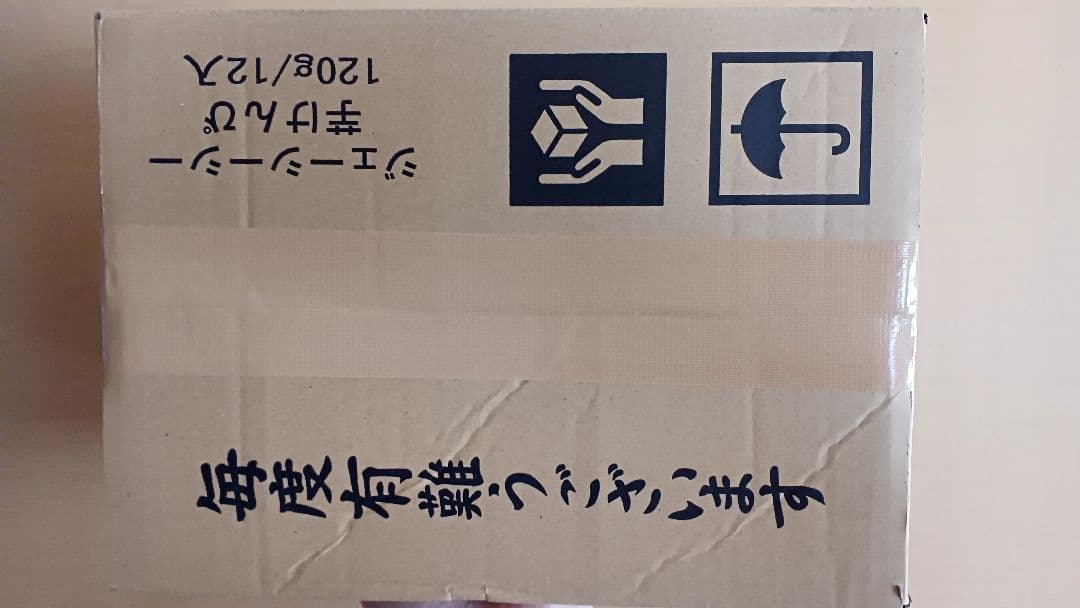 ジェーシーシー
芋けんぴ
120g/12入
毎度有難うございます